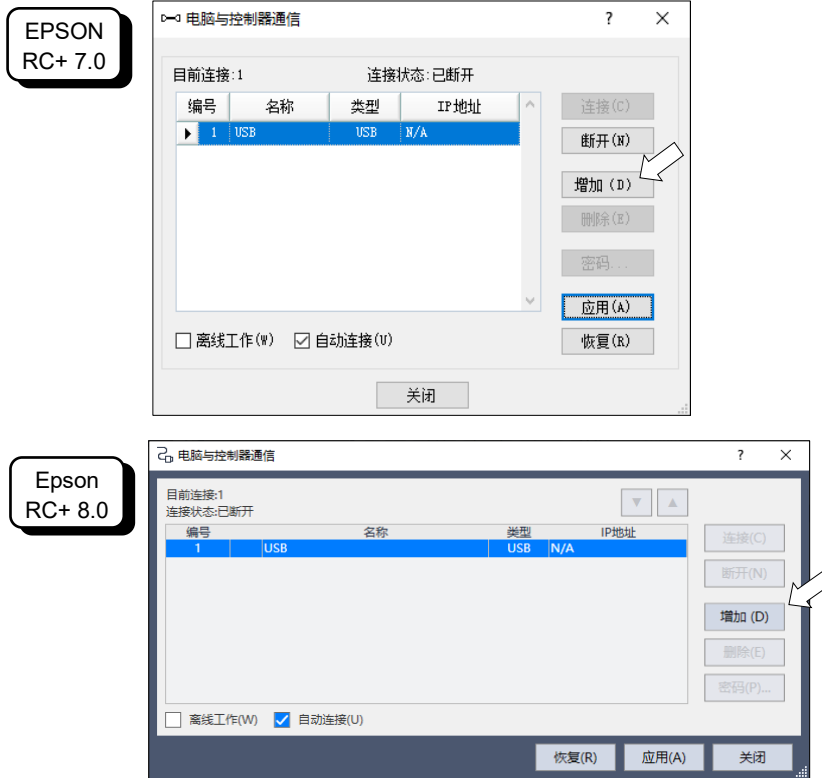 EPSON
RC+ 7.0
电脑与控制器通信
?
目前连接:1 连接状态:已断开
编号 名称 类型 IP地址
1 USB USB N/A
连接(C)
断开(N)
增加 (D)
删除(E)
密码...
应用(A)
恢复(R)
离线工作(W) 自动连接(U)
关闭
Epson
RC+ 8.0
电脑与控制器通信
?
目前连接:1
连接状态:已断开
编号 名称 类型 IP地址
1 USB USB N/A
连接(C)
断开(N)
增加 (D)
删除(E)
密码(P)...
离线工作(W) 自动连接(U)
恢复(R) 应用(A) 关闭